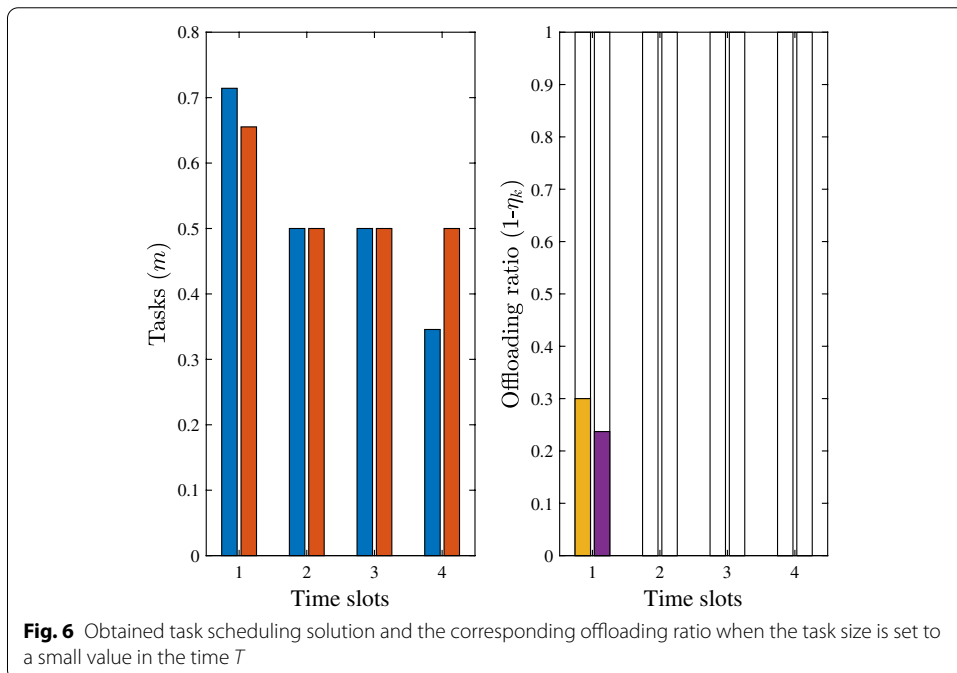 0.8
0.7
0.6
0.5
0.4
0.3
0.2
0.1
0
Tasks (m)
1 2 3 4
Time slots
1
0.9
0.8
0.7
0.6
0.5
0.4
0.3
0.2
0.1
0
Offloading ratio (1-ηk)
1 2 3 4
Time slots
Fig. 6 Obtained task scheduling solution and the corresponding offloading ratio when the task size is set to
a small value in the time T